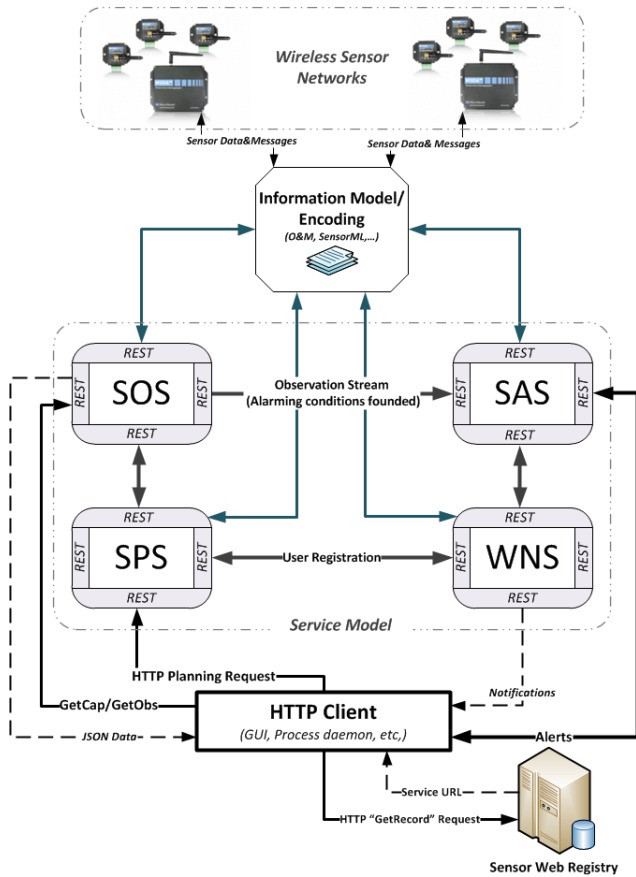 Wireless Sensor
Networks
Sensor Data&Messages
Sensor Data& Messages
Information Model/
Encoding
(O&M, SensorML,...)
REST
REST
SOS
REST
REST
Observation Stream
(Alarming conditions founded)
REST
REST
SAS
REST
REST
REST
REST
SPS
REST
REST
User Registration
REST
REST
WNS
REST
REST
Service Model
HTTP Planning Request
Notifications
GetCap/GetObs
HTTP Client
(GUI, Process daemon, etc,)
JSON Data
Alerts
Service URL
HTTP "GetRecord" Request
Sensor Web Registry